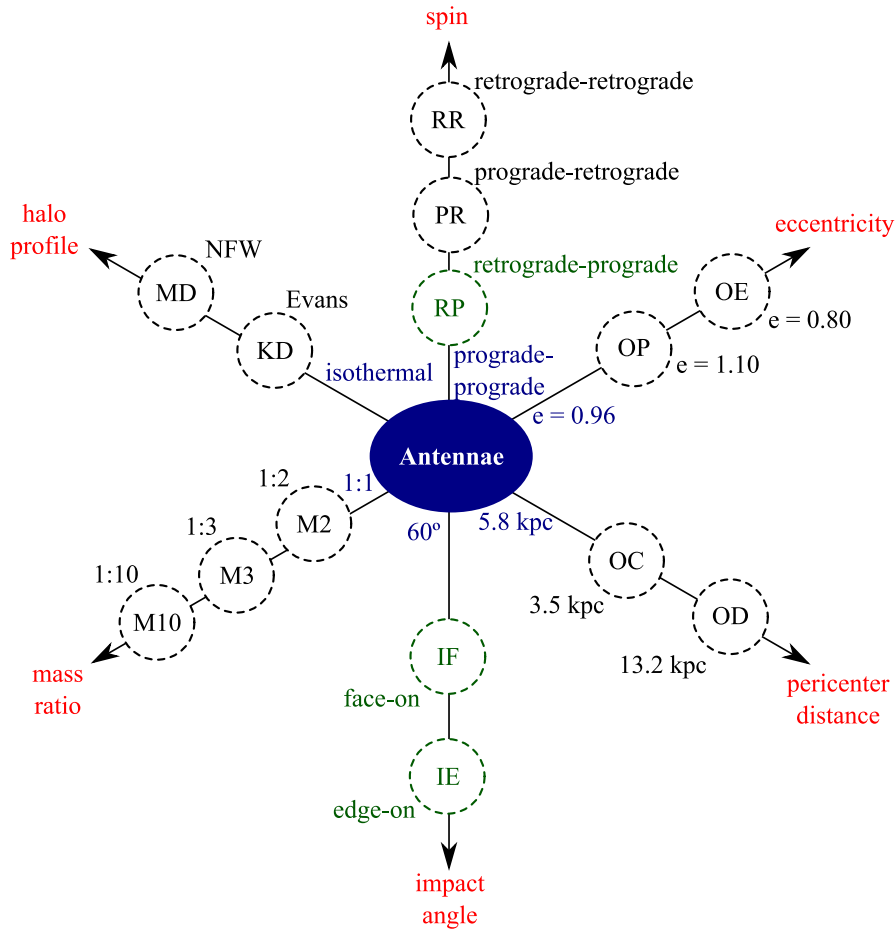 spin
retrograde-retrograde
RR
prograde-retrograde
PR
halo
profile
eccentricity
NFW
retrograde-prograde
MD
OE
Evans
RP
e = 0.80
KD
OP
isothermal
prograde-
prograde
e = 1.10
e = 0.96
Antennae
1:1
1:2
60º
5.8 kpc
M2
1:3
OC
M3
1:10
3.5 kpc
M10
OD
IF
13.2 kpc
mass
ratio
face-on
pericenter
distance
IE
edge-on
impact
angle